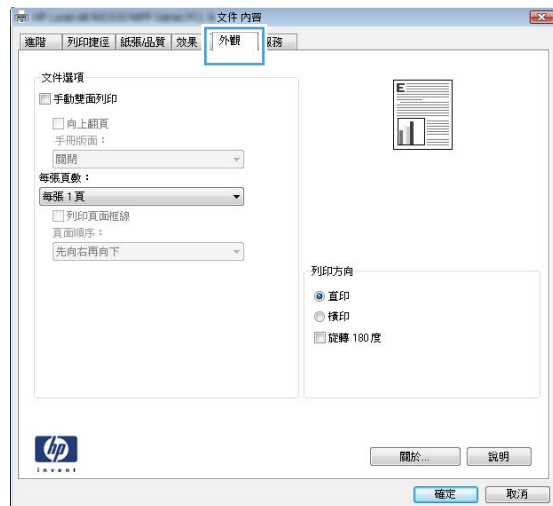 文件 內容
進階 列印捷徑 紙張/品質 效果 外觀 服務
文件選項
手動雙面列印
向上翻頁
手冊版面：
關閉
每張頁數：
每張 1 頁
列印頁面框線
頁面順序：
先向右再向下
E
列印方向
直印
橫印
旋轉 180 度
hp
invent
關於... 說明
確定 取消